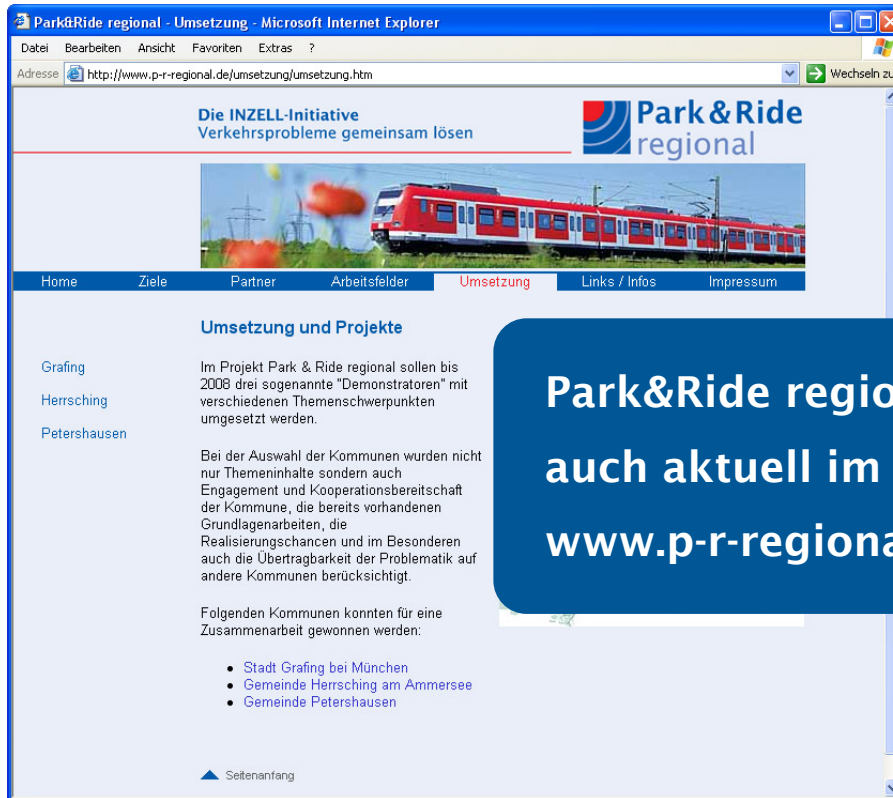 Park&Ride regional - Umsetzung - Microsoft Internet Explorer
Datei Bearbeiten Ansicht Favoriten Extras ?
Adresse http://www.p-r-regional.de/umsetzung/umsetzung.htm Wechseln zu
Die INZELL-Initiative
Verkehrsprobleme gemeinsam lösen
Park & Ride
regional
Home Ziele Partner Arbeitsfelder Umsetzung Links / Infos Impressum
Grafing
Herrsching
Petershausen
Umsetzung und Projekte
Im Projekt Park & Ride regional sollen bis
2008 drei sogenannte "Demonstratoren" mit
verschiedenen Themenschwerpunkten
umgesetzt werden.
Bei der Auswahl der Kommunen wurden nicht
nur Themeninhalte sondern auch
Engagement und Kooperationsbereitschaft
der Kommune, die bereits vorhandenen
Grundlagenarbeiten, die
Realisierungschancen und im Besonderen
auch die Übertragbarkeit der Problematik auf
andere Kommunen berücksichtigt.
Folgenden Kommunen konnten für eine
Zusammenarbeit gewonnen werden:
• Stadt Grafing bei München
• Gemeinde Herrsching am Ammersee
• Gemeinde Petershausen
Seitenanfang
Park&Ride regio
auch aktuell im
www.p-r-regiona